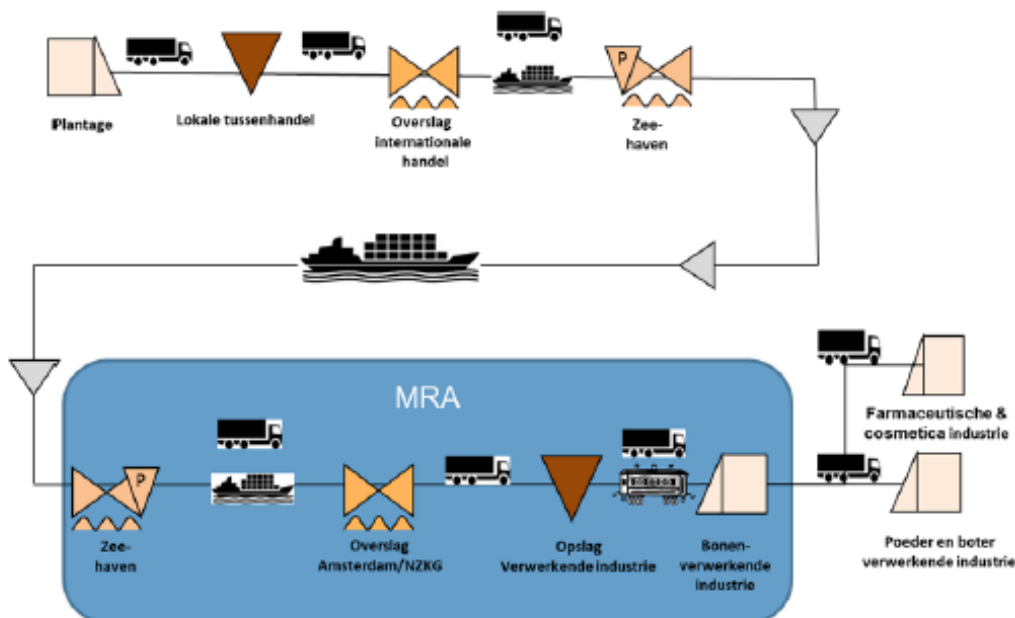 P
Plantage
Lokale tussenhandel
Overslag
internationale
handel
Zee-
haven
MRA
P
Zee-
haven
Overslag
Amsterdam/NZKG
Opslag
Verwerkende industrie
Bonen-
verwerkende
industrie
Farmaceutische &
cosmetica industrie
Poeder en boter
verwerkende industrie